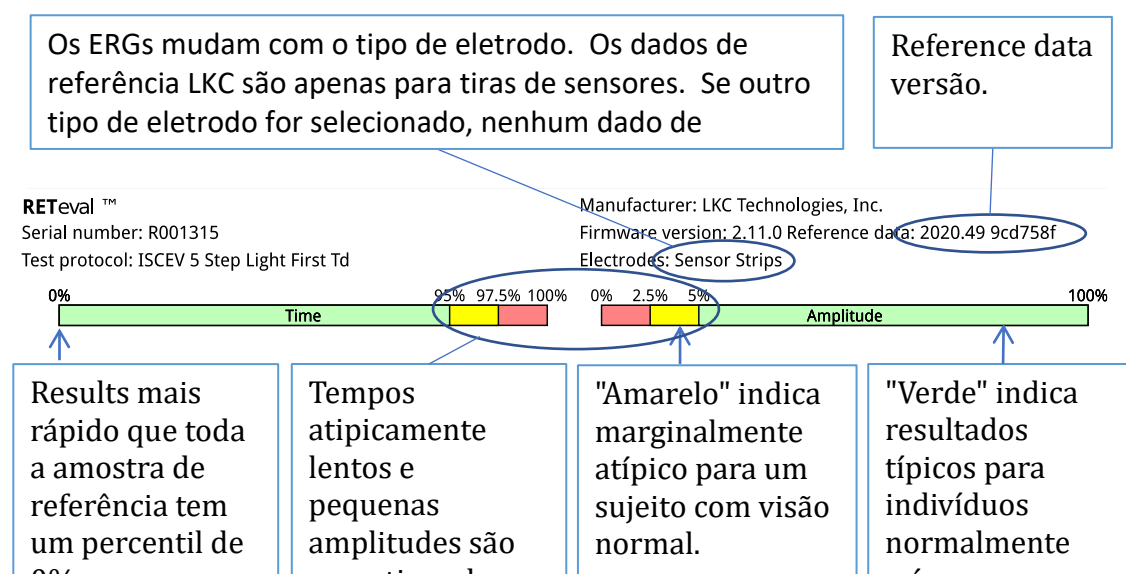 Os ERGs mudam com o tipo de eletrodo. Os dados de
referência LKC são apenas para tiras de sensores. Se outro
tipo de eletrodo for selecionado, nenhum dado de
Reference data
versão.
RETeval ™
Serial number: R001315
Test protocol: ISCEV 5 Step Light First Td
Manufacturer: LKC Technologies, Inc.
Firmware version: 2.11.0 Reference data: 2020.49 9cd758f
Electrodes: Sensor Strips
0% 95% 97.5% 100%
Time
0% 2.5% 5% 100%
Amplitude
Results mais
rápido que toda
a amostra de
referência tem
um percentil de
Tempos
atipicamente
lentos e
pequenas
amplitudes são
"Amarelo" indica
marginalmente
atípico para um
sujeito com visão
normal.
"Verde" indica
resultados
típicos para
indivíduos
normalmente